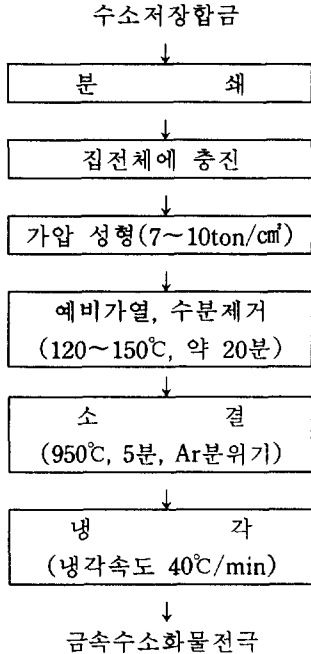 수소저장합금
분 쇄
집전체에 충진
가압 성형(7~10ton/㎠)
예비가열, 수분제거
(120~150℃, 약 20분)
소 결
(950℃, 5분, Ar분위기)
냉 각
(냉각속도 40℃/min)
금속수소화물전극